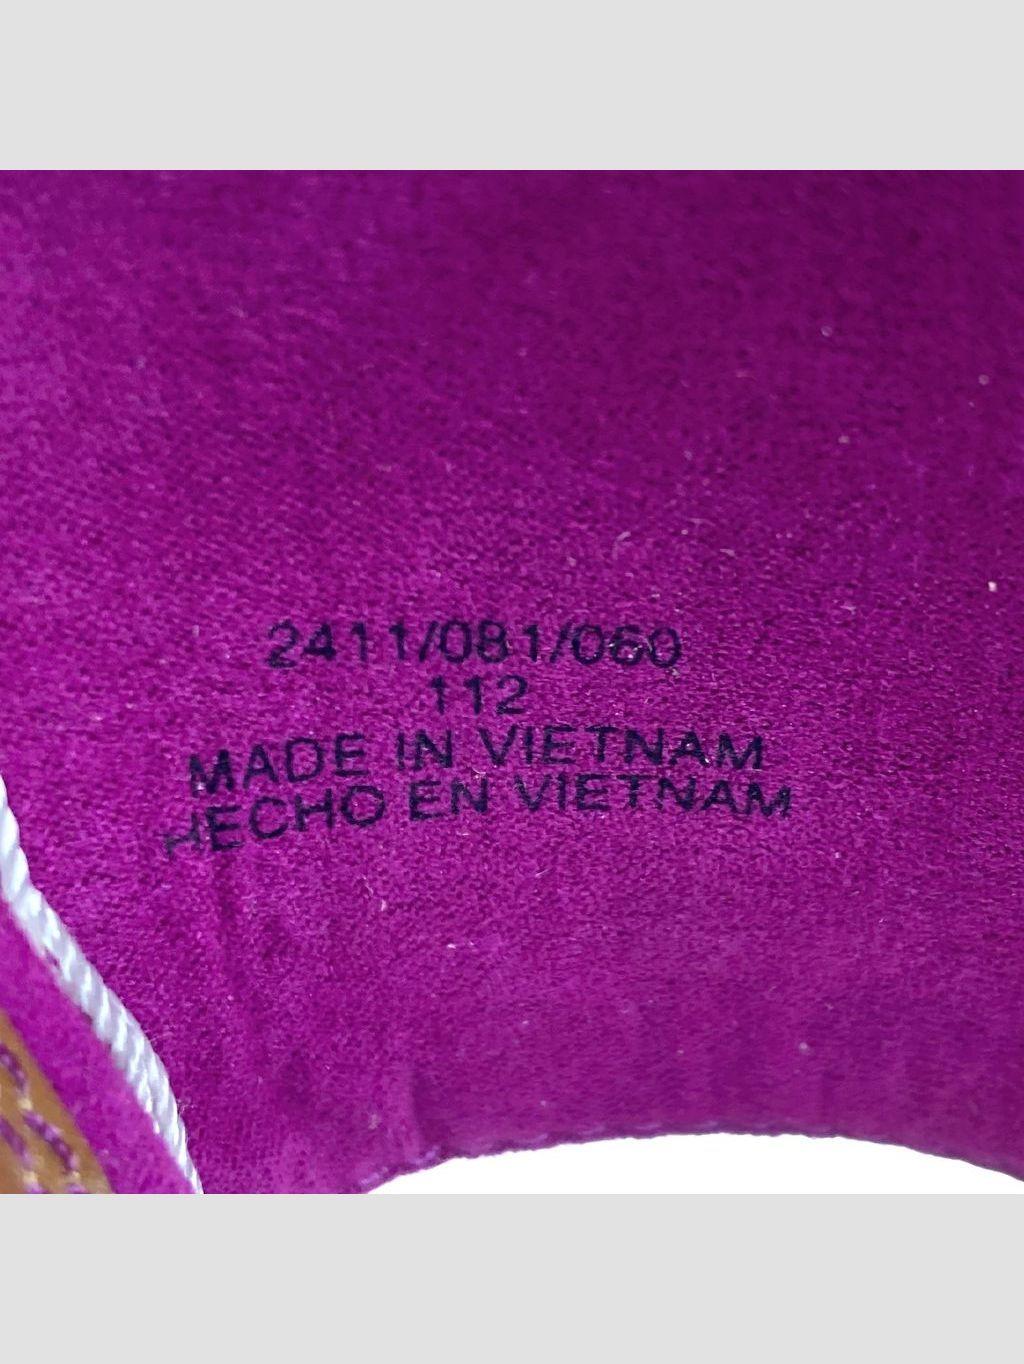 2411/081/060
112
MADE IN VIETNAM
HECHO EN VIETNAM